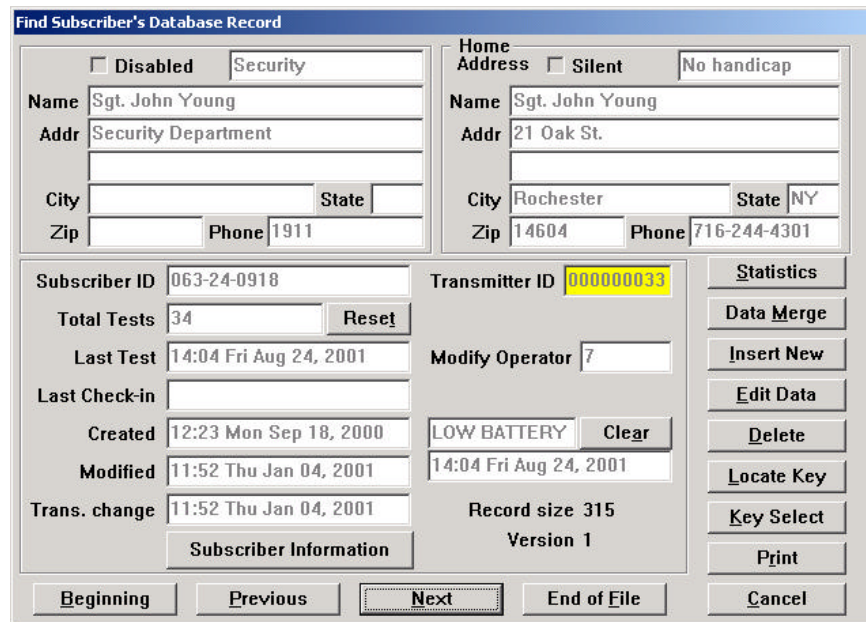 Find Subscriber's Database Record
Disabled Security
Name Sgt. John Young
Addr Security Department
City State
Zip Phone 1911
Home
Address Silent No handicap
Name Sgt. John Young
Addr 21 Oak St.
City Rochester State NY
Zip 14604 Phone 716-244-4301
Subscriber ID 063-24-0918
Total Tests 34 Reset
Last Test 14:04 Fri Aug 24, 2001
Last Check-in
Created 12:23 Mon Sep 18, 2000
Modified 11:52 Thu Jan 04, 2001
Trans. change 11:52 Thu Jan 04, 2001
Subscriber Information
Transmitter ID 000000033
Modify Operator 7
LOW BATTERY Clear
14:04 Fri Aug 24, 2001
Record size 315
Version 1
Statistics
Data Merge
Insert New
Edit Data
Delete
Locate Key
Key Select
Print
Beginning Previous Next End of File Cancel